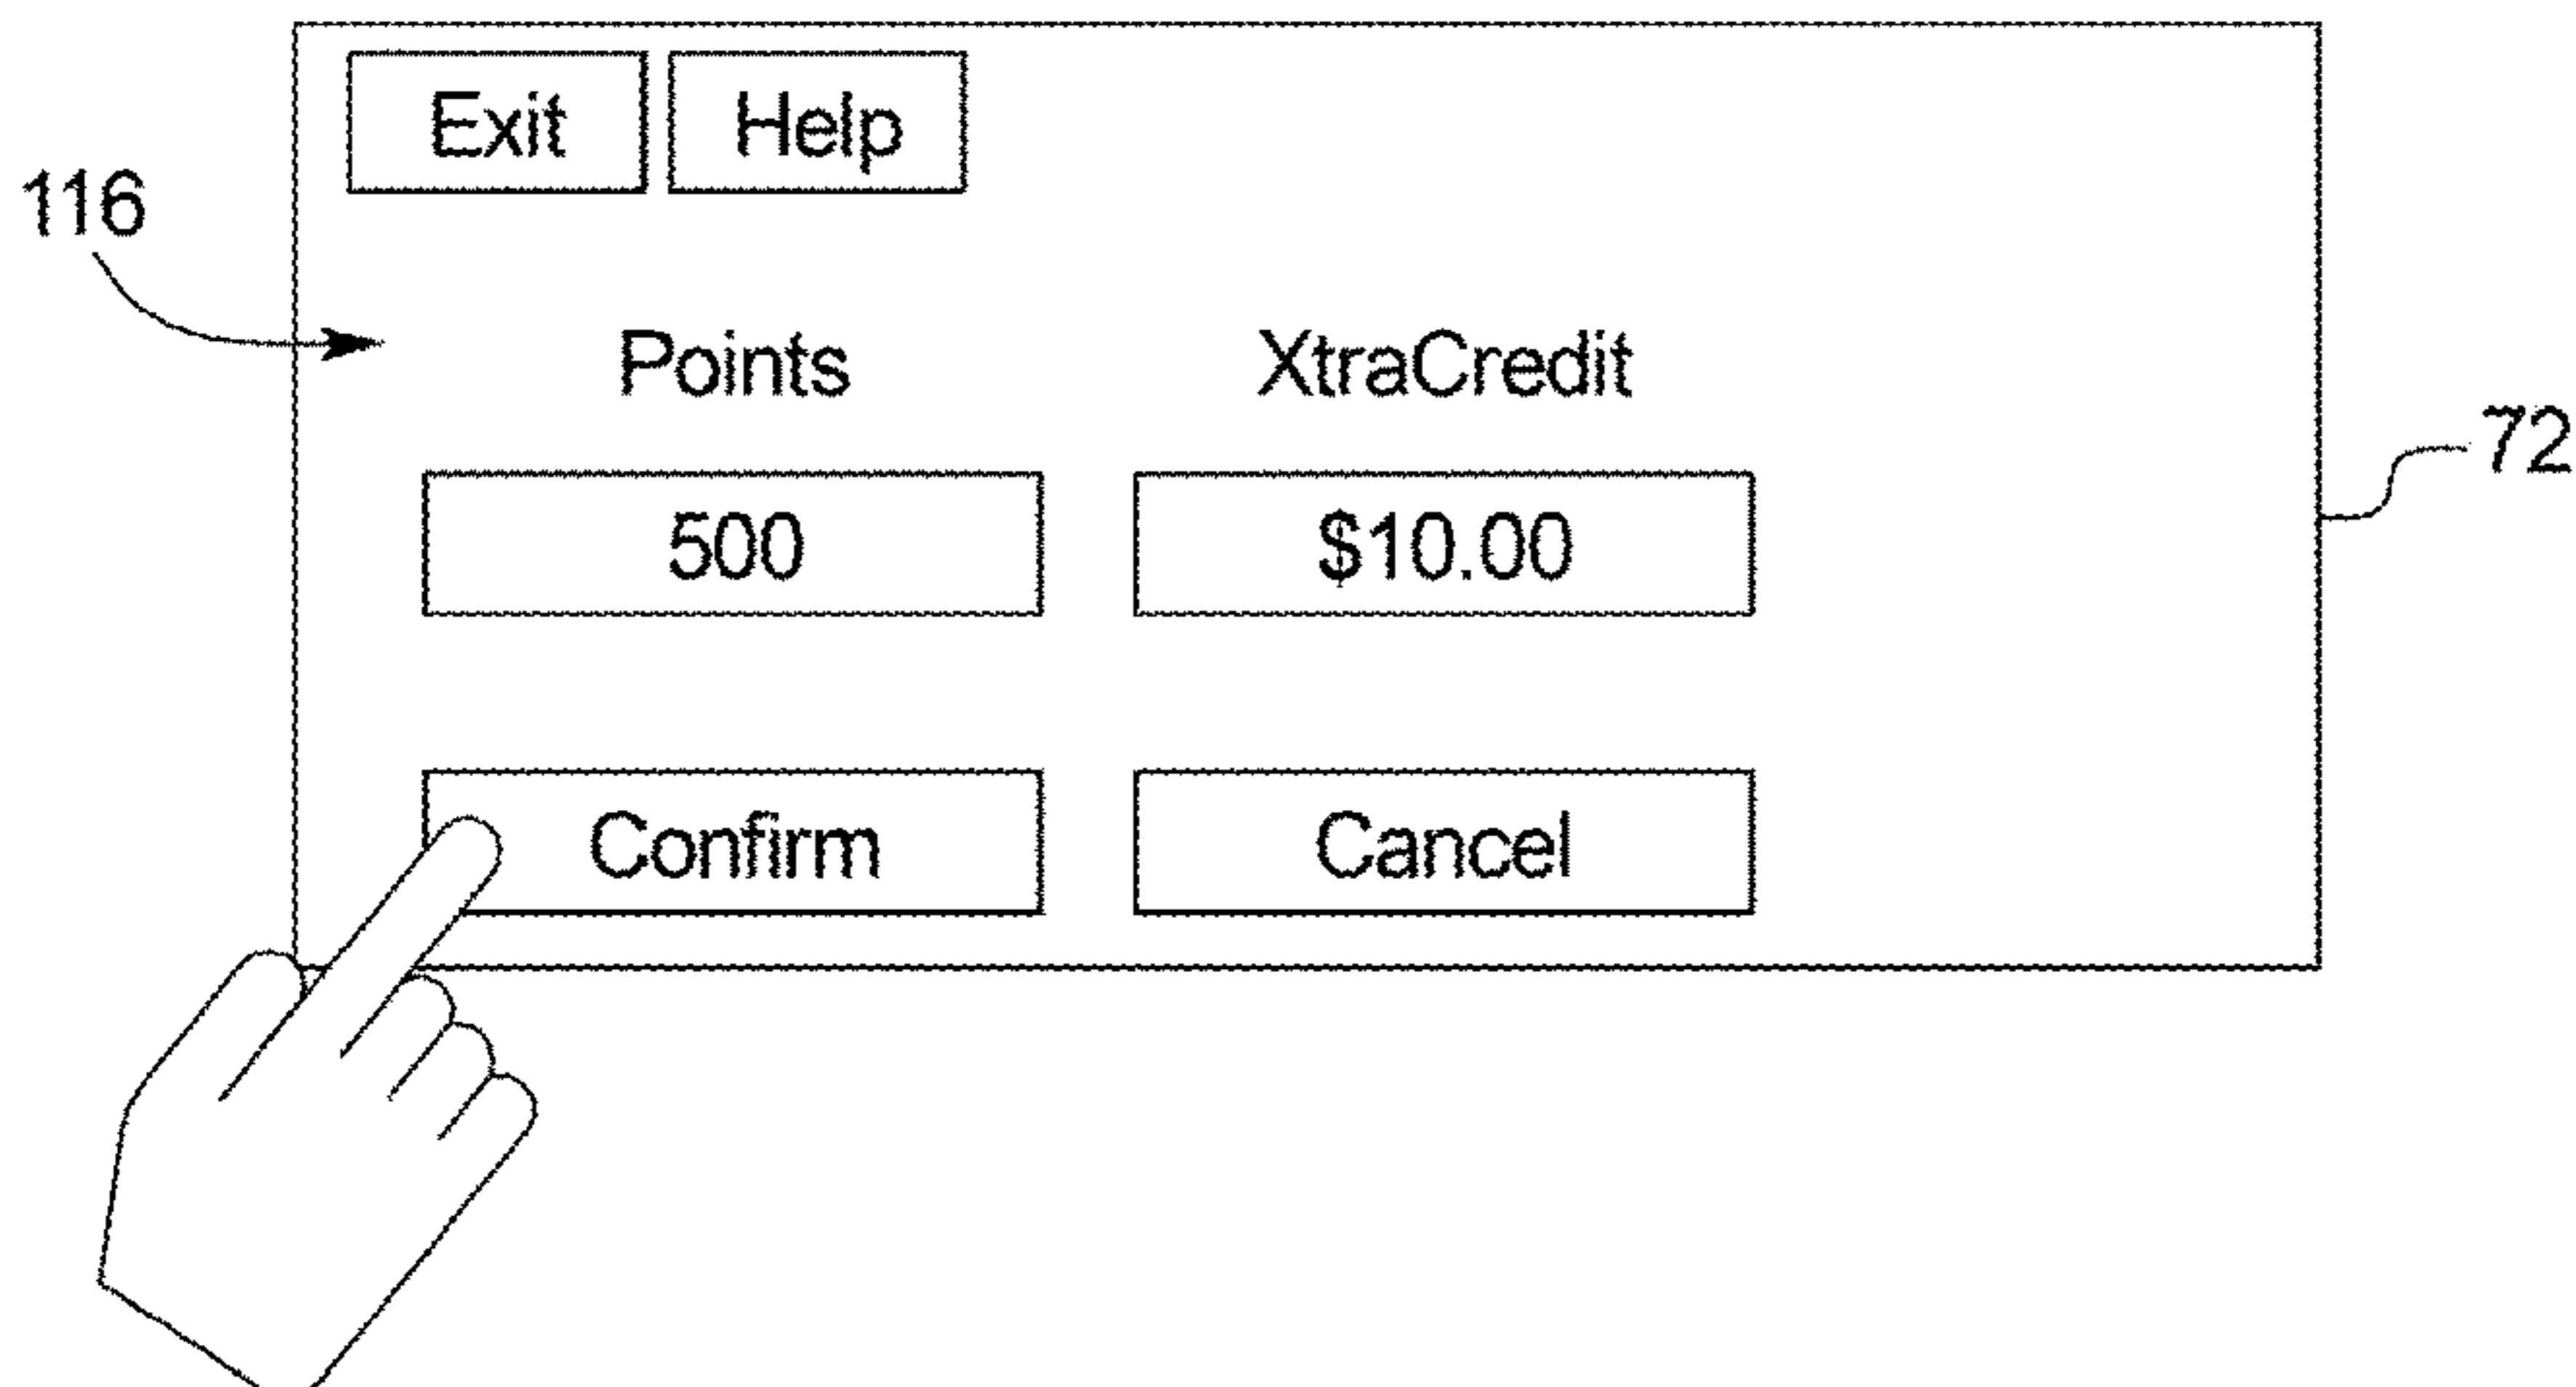 Exit Help
116
Points XtraCredit
72
500 $10.00
Confirm Cancel